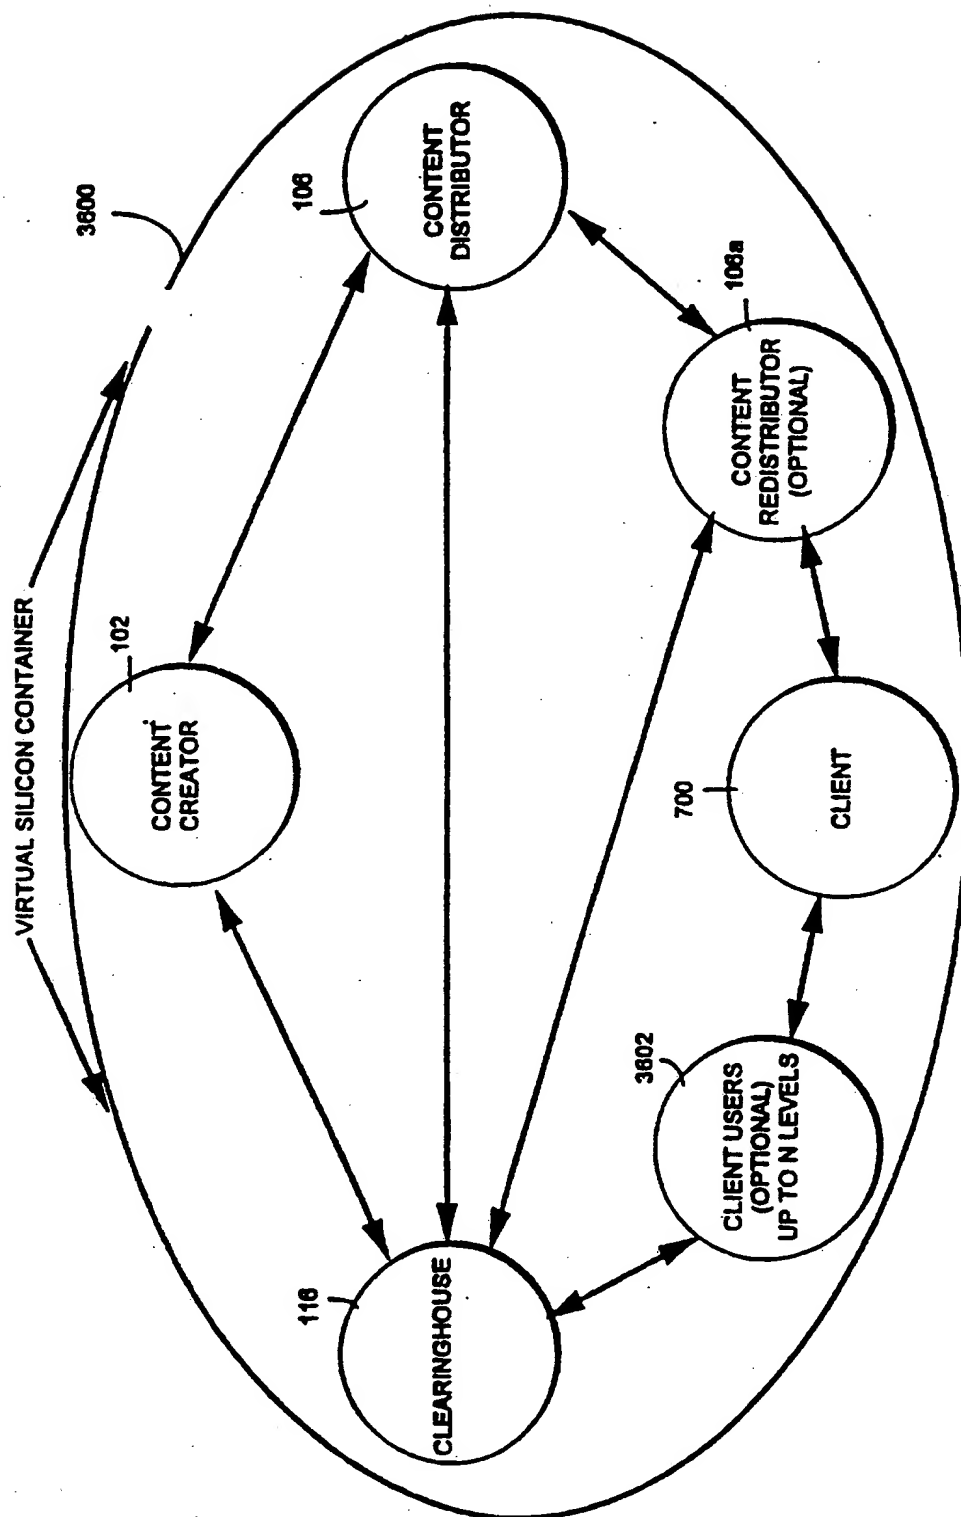 VIRTUAL SILICON CONTAINER
3600
102
CONTENT
CREATOR
106
CONTENT
DISTRIBUTOR
116
CLEARINGHOUSE
106a
CONTENT
REDISTRIBUTOR
(OPTIONAL)
3602
CLIENT USERS
(OPTIONAL)
UP TO N LEVELS
700
CLIENT